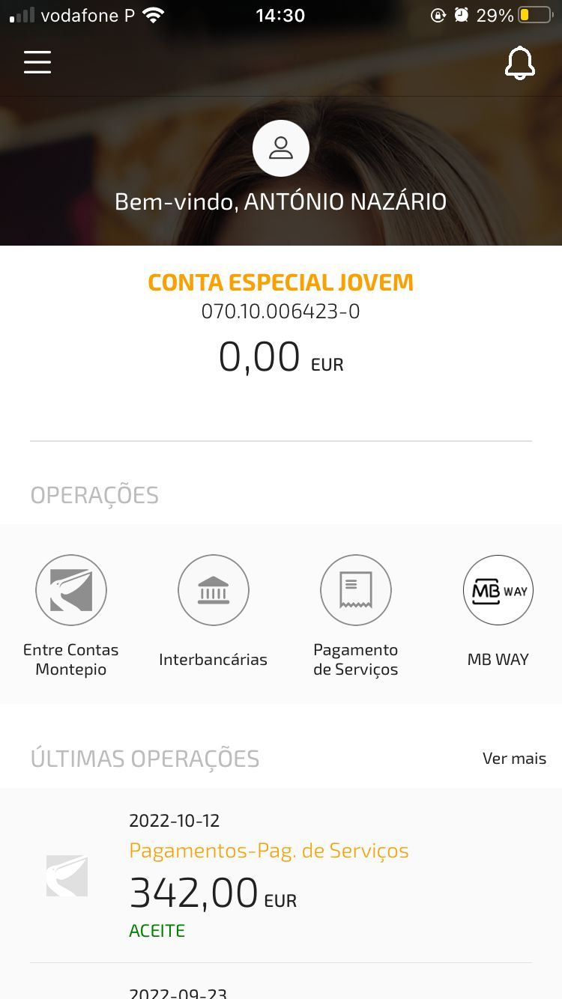 vodafone P
14:30
29%
Bem-vindo, ANTÓNIO NAZÁRIO
CONTA ESPECIAL JOVEM
070.10.006423-0
0,00 EUR
OPERAÇÕES
MB WAY
Entre Contas
Montepio
Interbancárias
Pagamento
de Serviços
MB WAY
ÚLTIMAS OPERAÇÕES
Ver mais
2022-10-12
Pagamentos-Pag. de Serviços
342,00 EUR
ACEITE
2022-09-23